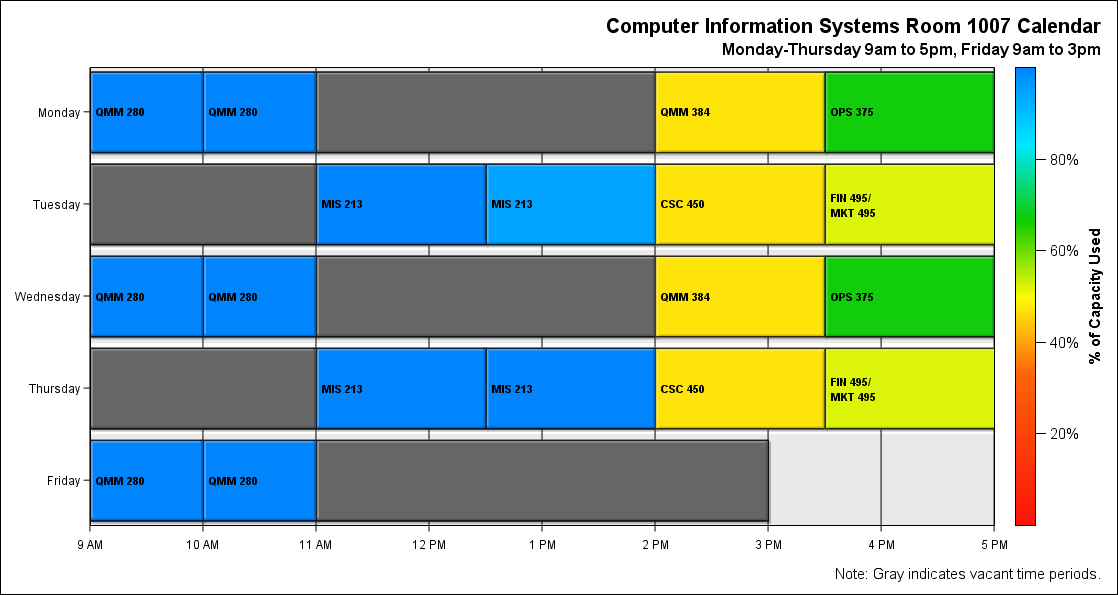 Computer Information Systems Room 1007 Calendar
Monday-Thursday 9am to 5pm, Friday 9am to 3pm
Monday
QMM 280
QMM 280
QMM 384
OPS 375
Tuesday
MIS 213
MIS 213
CSC 450
FIN 495/
MKT 495
Wednesday
QMM 280
QMM 280
QMM 384
OPS 375
Thursday
MIS 213
MIS 213
CSC 450
FIN 495/
MKT 495
Friday
QMM 280
QMM 280
9 AM
10 AM
11 AM
12 PM
1 PM
2 PM
3 PM
4 PM
5 PM
80%
60%
40%
20%
% of Capacity Used
Note: Gray indicates vacant time periods.